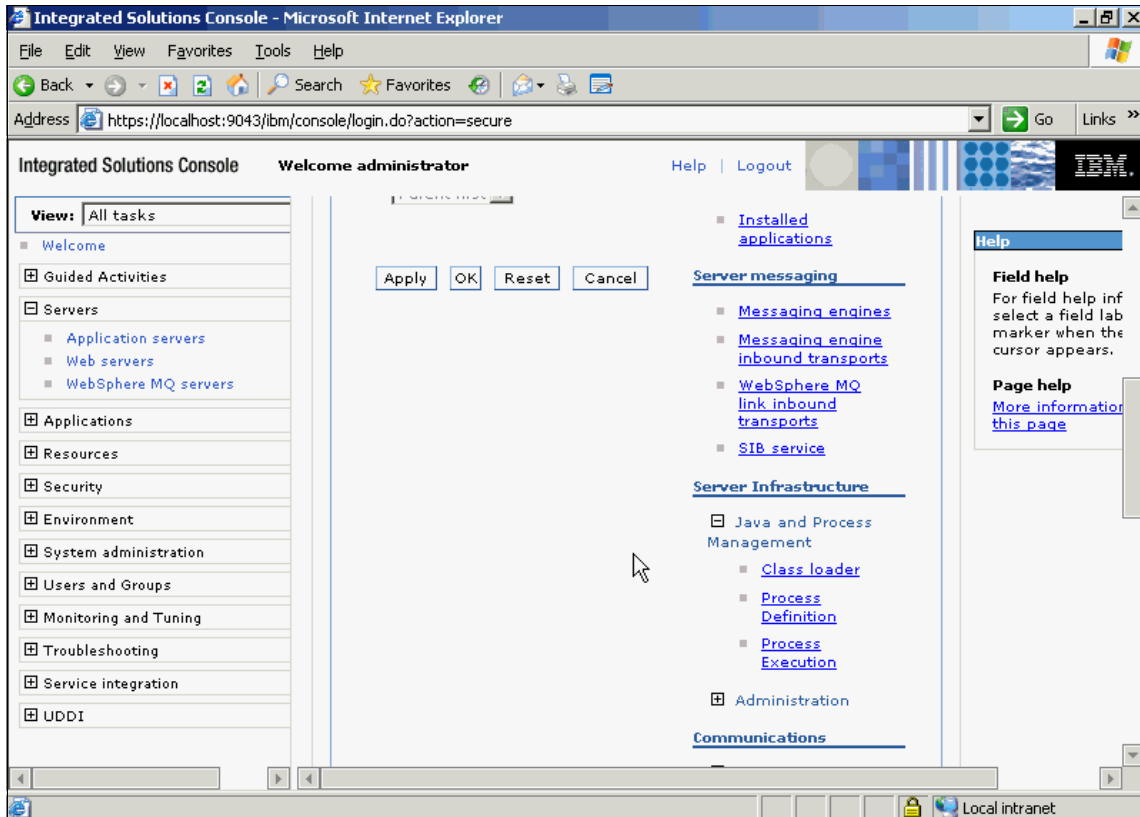 Integrated Solutions Console - Microsoft Internet Explorer
File Edit View Favorites Tools Help
Back Search Favorites
Address https://localhost:9043/ibm/console/login.do?action=secure Go Links »
Integrated Solutions Console Welcome administrator Help | Logout IBM.
View: All tasks
Welcome
Guided Activities
Servers
Application servers
Web servers
WebSphere MQ servers
Applications
Resources
Security
Environment
System administration
Users and Groups
Monitoring and Tuning
Troubleshooting
Service integration
UDDI
Parent first
Apply OK Reset Cancel
Installed
applications
Server messaging
Messaging engines
Messaging engine
inbound transports
WebSphere MQ
link inbound
transports
SIB service
Server Infrastructure
Java and Process
Management
Class loader
Process
Definition
Process
Execution
Administration
Communications
Help
Field help
For field help inf
select a field lab
marker when the
cursor appears.
Page help
More information
this page
Local intranet